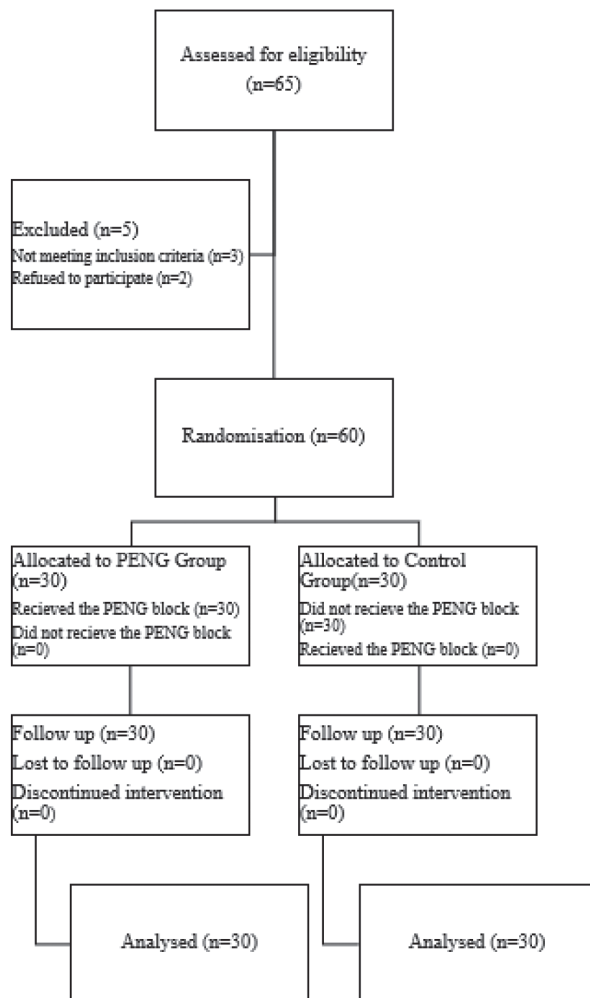 Assessed for eligibility
(n=65)
Excluded (n=5)
Not meeting inclusion criteria (n=3)
Refused to participate (n=2)
Randomisation (n=60)
Allocated to PENG Group
(n=30)
Recieved the PENG block (n=30)
Did not recieve the PENG block
(n=0)
Allocated to Control
Group(n=30)
Did not recieve the PENG block
(n=30)
Recieved the PENG block (n=0)
Follow up (n=30)
Lost to follow up (n=0)
Discontinued intervention
(n=0)
Follow up (n=30)
Lost to follow up (n=0)
Discontinued intervention
(n=0)
Analysed (n=30)
Analysed (n=30)